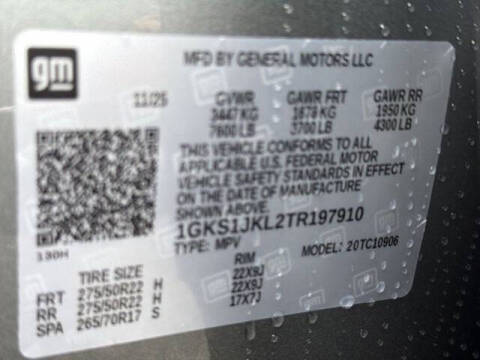 gm
MFD BY GENERAL MOTORS LLC
11/25 GVWR GAWR FRT GAWR RR
3447 KG 1678 KG 1950 KG
7600 LB 3700 LB 4300 LB
THIS VEHICLE CONFORMS TO ALL
APPLICABLE U.S. FEDERAL MOTOR
VEHICLE SAFETY STANDARDS IN EFFECT
ON THE DATE OF MANUFACTURE
SHOWN ABOVE.
1GKS1JKL2TR197910
TYPE: MPV MODEL: 20TC10906
130H
TIRE SIZE RIM
FRT 275/50R22 H 22X9J
RR 275/50R22 H 22X9J
SPA 265/70R17 S 17X7J